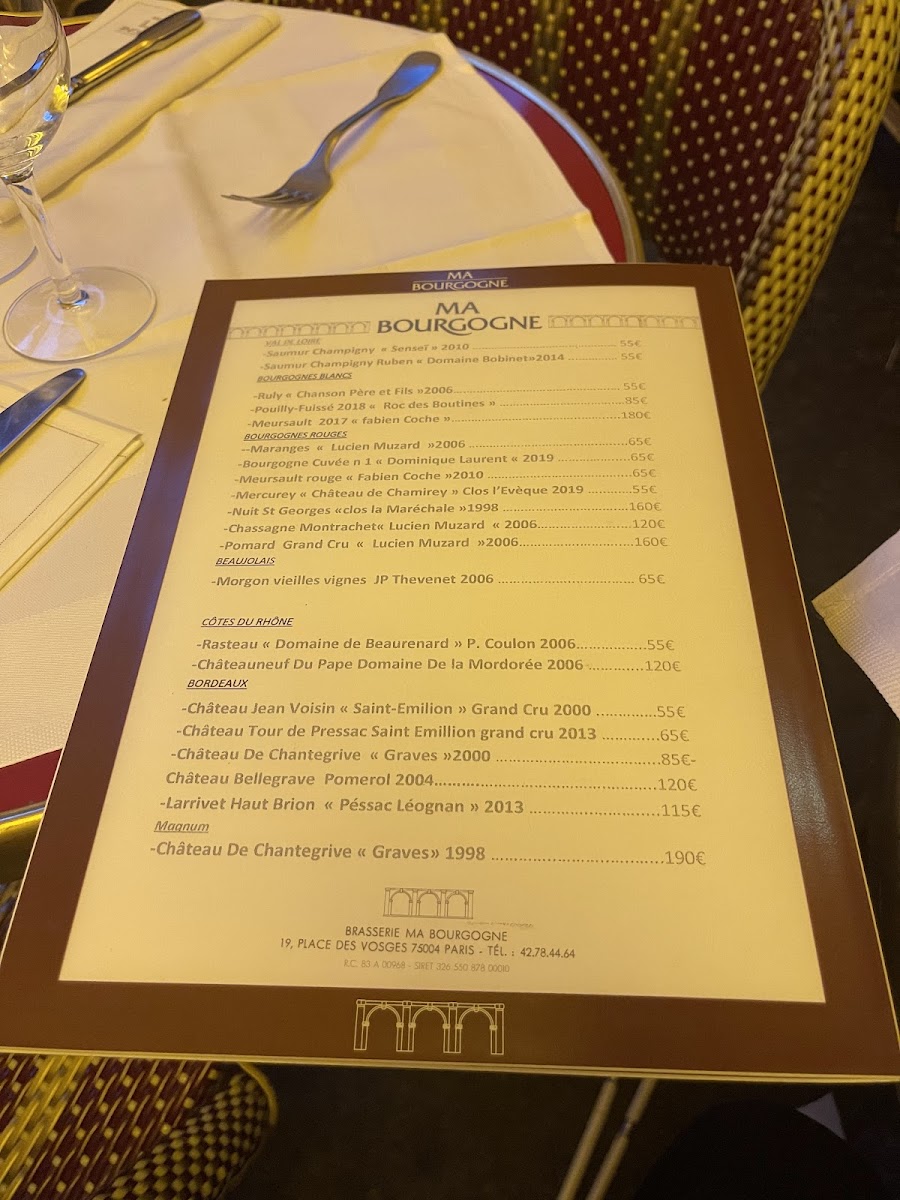 MA
BOURGOGNE
MA
BOURGOGNE
VAL DE LOIRE
-Saumur Champigny « Senseï « 2010 ........ 55€
-Saumur Champigny Ruben « Domaine Bobinet»2014 ........ 55€
BOURGOGNES BLANCS
-Ruly « Chanson Père et Fils »2006........ 55€
-Pouilly-Fuissé 2018 « Roc des Boutines » ........85€
-Meursault 2017 « fabien Coche »........180€
BOURGOGNES ROUGES
--Maranges « Lucien Muzard »2006 ........65€
-Bourgogne Cuvée n 1 « Dominique Laurent « 2019 ........65€
-Meursault rouge « Fabien Coche »2010 ........65€
-Mercurey « Château de Chamirey » Clos l'Evèque 2019 ........55€
-Nuit St Georges «clos la Maréchale »1998 ........160€
-Chassagne Montrachet« Lucien Muzard « 2006........120€
-Pomard Grand Cru « Lucien Muzard »2006........160€
BEAUJOLAIS
-Morgon vieilles vignes JP Thevenet 2006 ........ 65€
CÔTES DU RHÔNE
-Rasteau « Domaine de Beaurenard » P. Coulon 2006........55€
-Châteauneuf Du Pape Domaine De la Mordorée 2006 ........120€
BORDEAUX
-Château Jean Voisin « Saint-Emilion » Grand Cru 2000 ........55€
-Château Tour de Pressac Saint Emillion grand cru 2013 ........65€
-Château De Chantegrive « Graves »2000 ........85€-
Château Bellegrave Pomerol 2004........120€
-Larrivet Haut Brion « Péssac Léognan » 2013 ........115€
Magnum
-Château De Chantegrive « Graves» 1998 ........190€
BRASSERIE MA BOURGOGNE
19, PLACE DES VOSGES 75004 PARIS - TÉL. : 42.78.44.64
R.C. 83 A 00968 - SIRET 326 550 878 00010